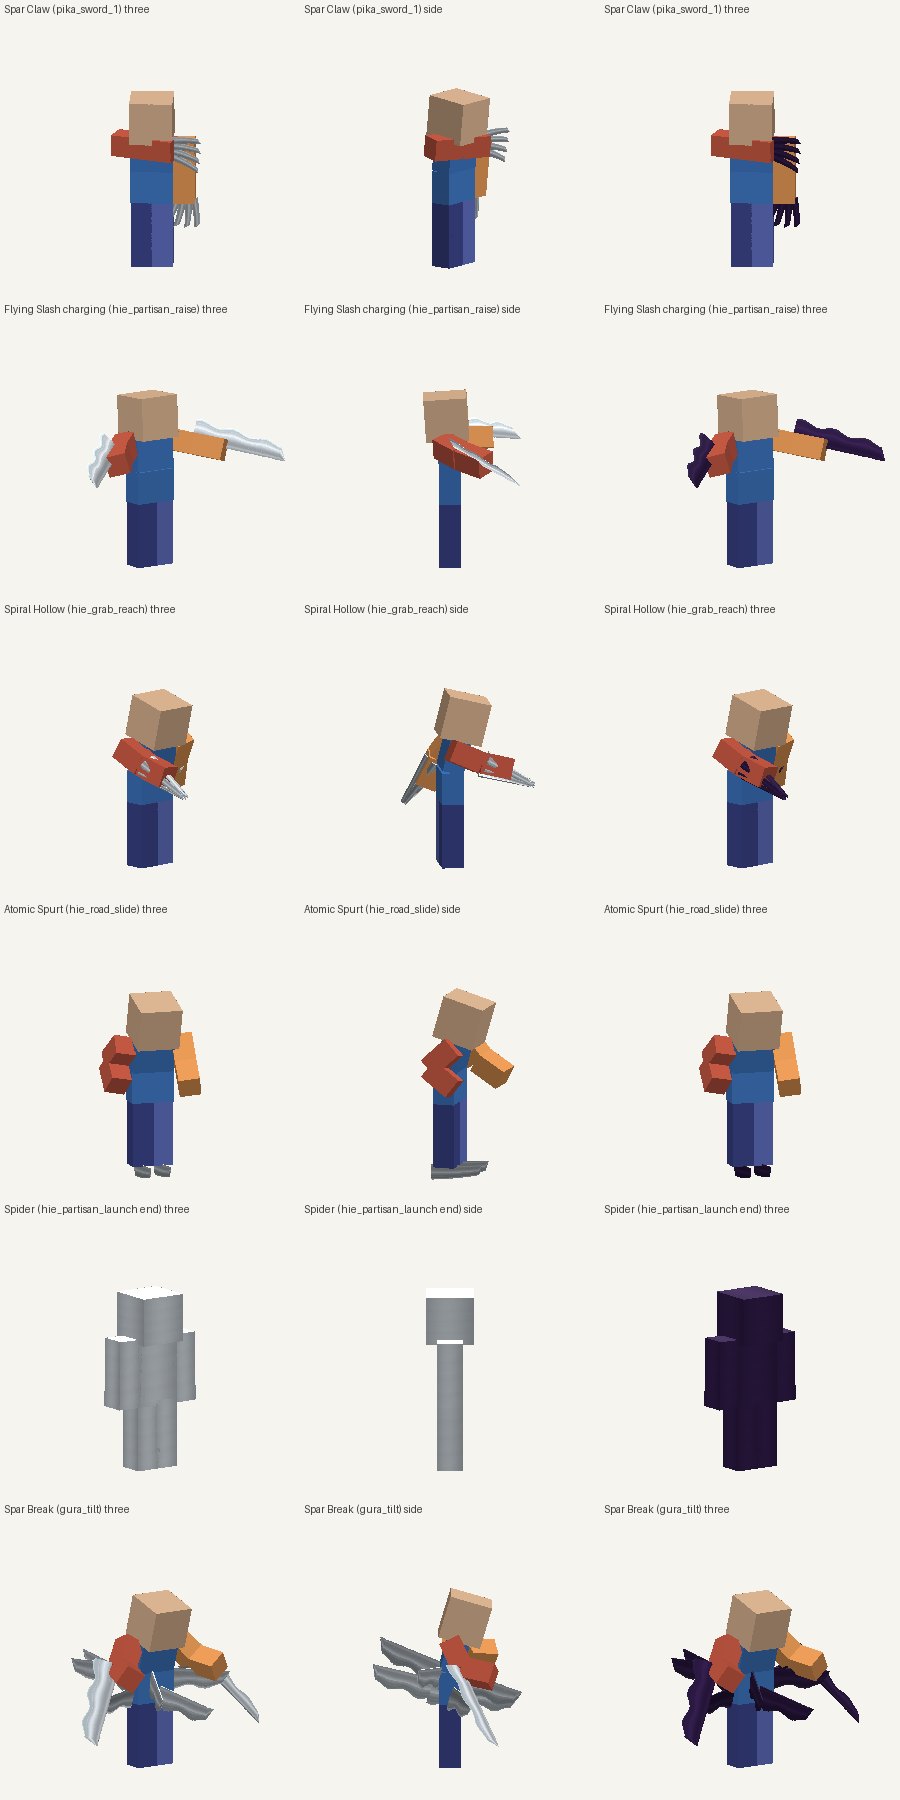 Spar Claw (pika_sword_1) three
Spar Claw (pika_sword_1) side
Spar Claw (pika_sword_1) three
Flying Slash charging (hie_partisan_raise) three
Flying Slash charging (hie_partisan_raise) side
Flying Slash charging (hie_partisan_raise) three
Spiral Hollow (hie_grab_reach) three
Spiral Hollow (hie_grab_reach) side
Spiral Hollow (hie_grab_reach) three
Atomic Spurt (hie_road_slide) three
Atomic Spurt (hie_road_slide) side
Atomic Spurt (hie_road_slide) three
Spider (hie_partisan_launch end) three
Spider (hie_partisan_launch end) side
Spider (hie_partisan_launch end) three
Spar Break (gura_tilt) three
Spar Break (gura_tilt) side
Spar Break (gura_tilt) three